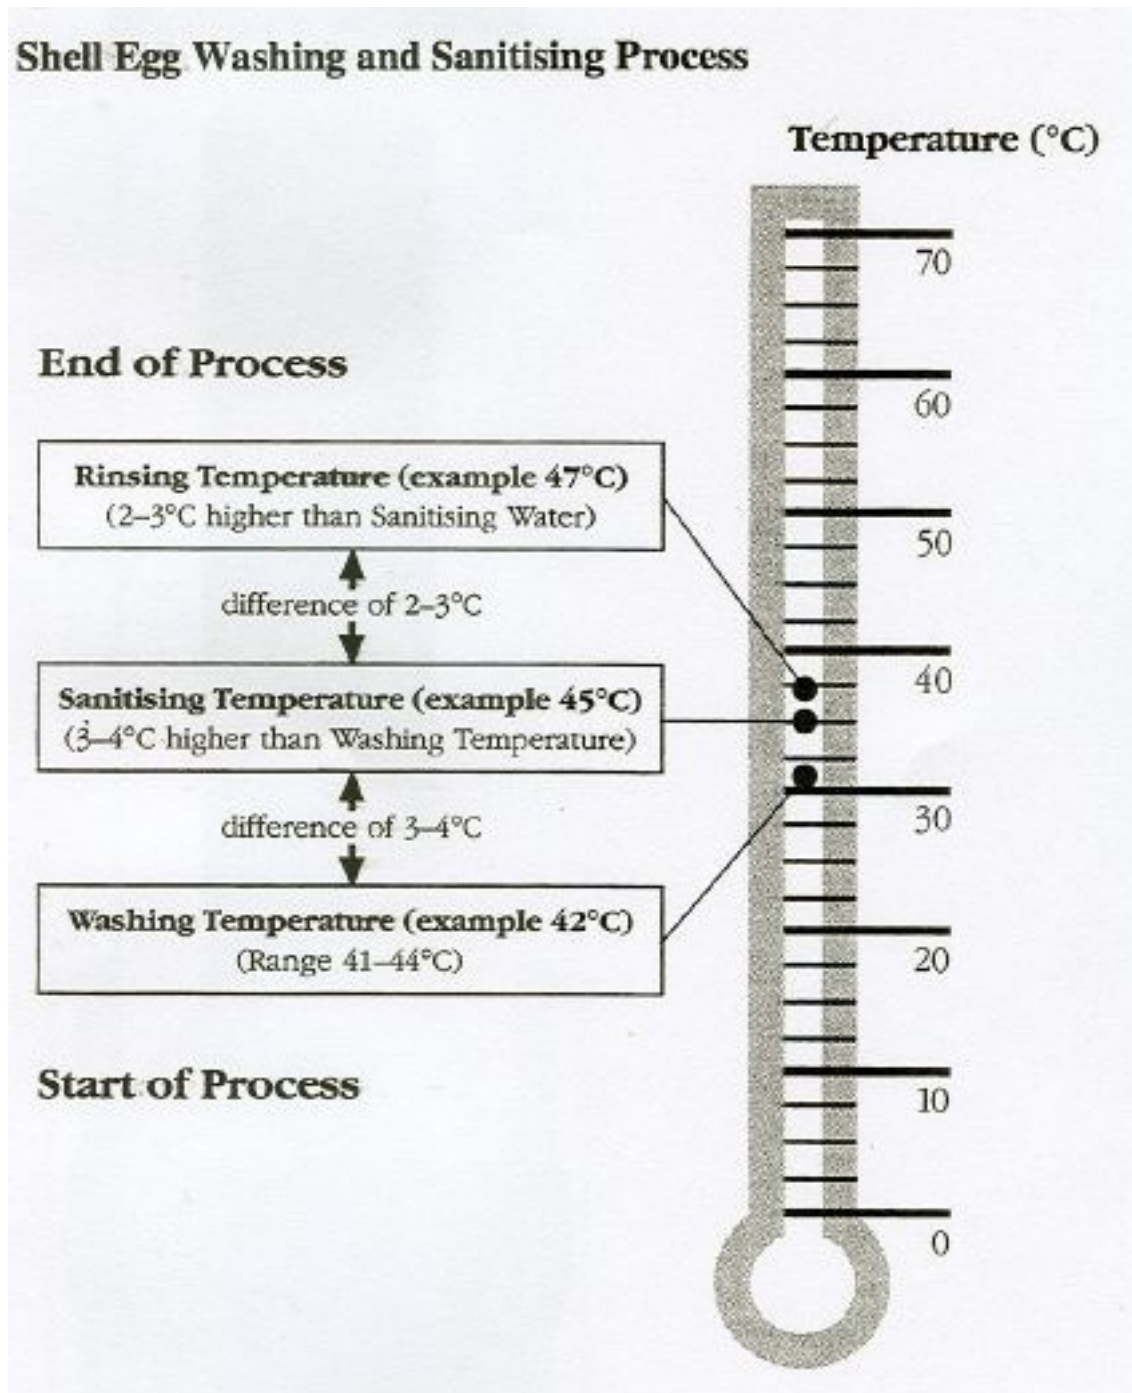 Shell Egg Washing and Sanitising Process
Temperature (°C)
70
End of Process
60
Rinsing Temperature (example 47°C)
(2–3°C higher than Sanitising Water)
50
difference of 2–3°C
40
Sanitising Temperature (example 45°C)
(3–4°C higher than Washing Temperature)
30
difference of 3–4°C
Washing Temperature (example 42°C)
(Range 41–44°C)
20
Start of Process
10
0